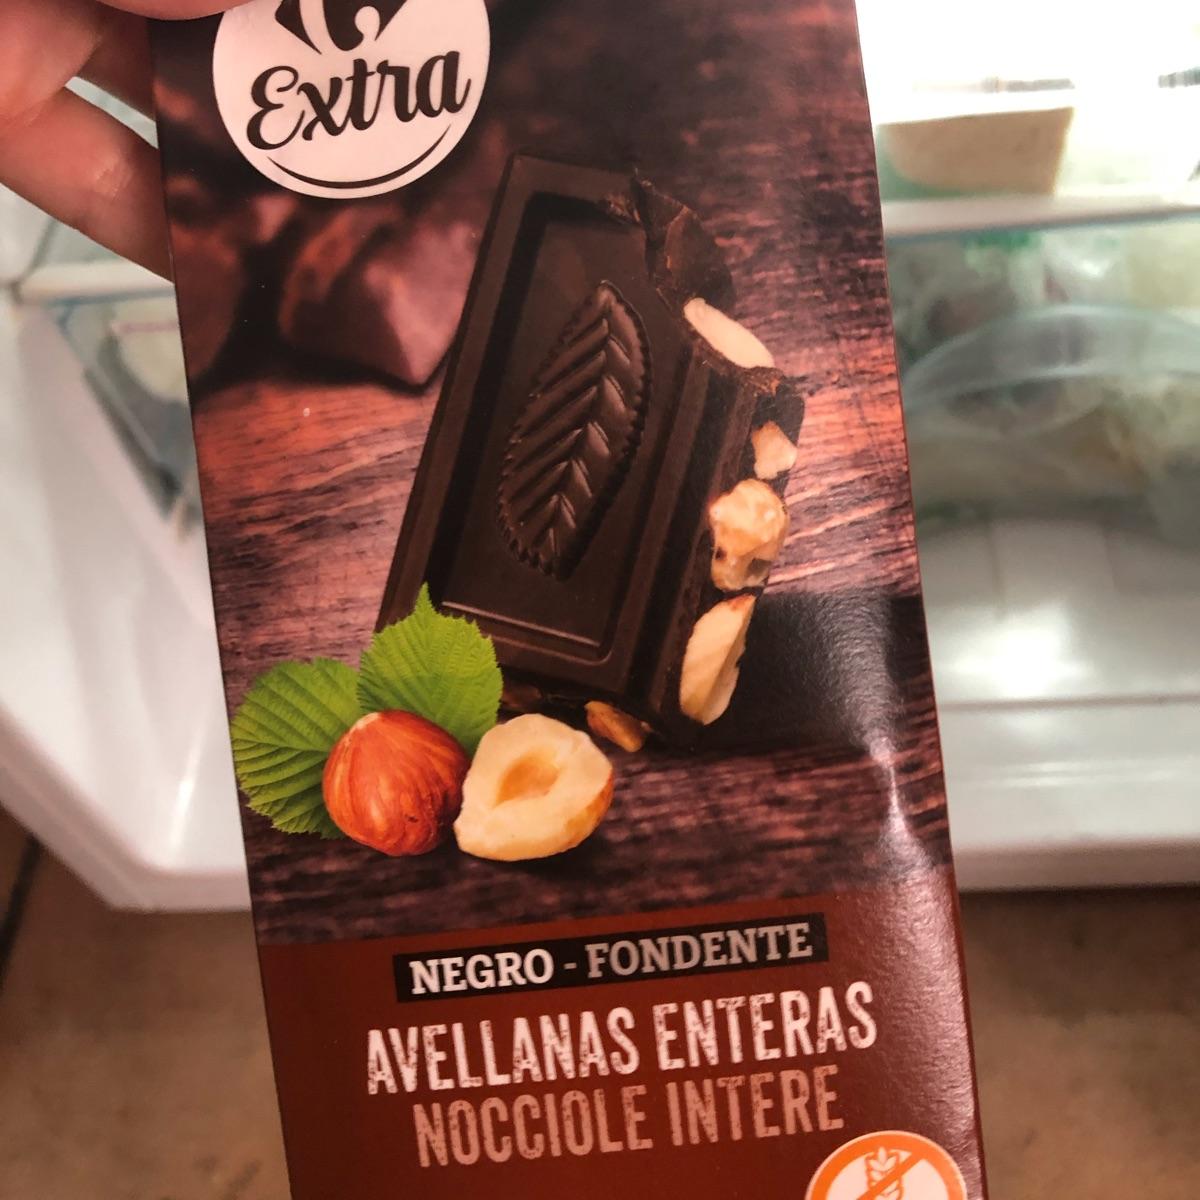 Extra
NEGRO - FONDENTE
AVELLANAS ENTERAS
NOCCIOLE INTERE